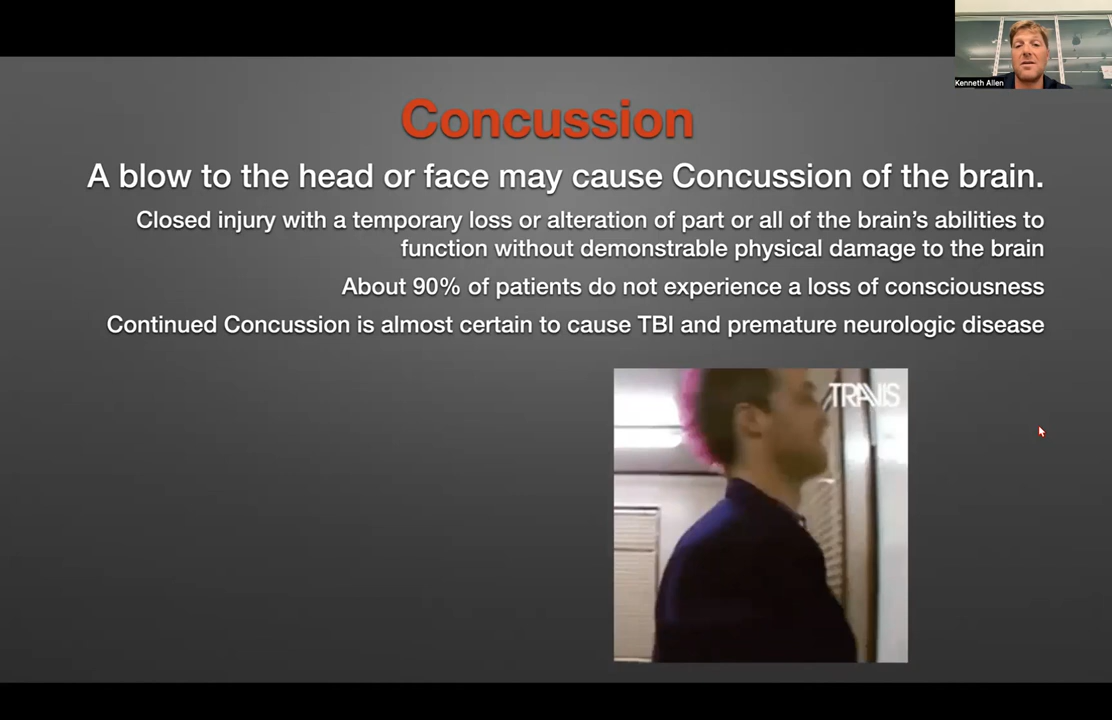 Kenneth Allen
Concussion
A blow to the head or face may cause Concussion of the brain.
Closed injury with a temporary loss or alteration of part or all of the brain’s abilities to
function without demonstrable physical damage to the brain
About 90% of patients do not experience a loss of consciousness
Continued Concussion is almost certain to cause TBI and premature neurologic disease
TRAVIS